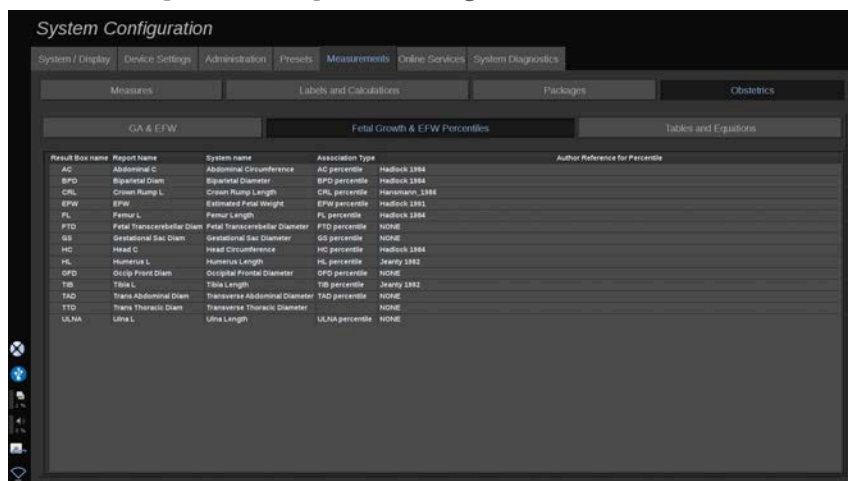 System Configuration
System / Display Device Settings Administration Presets Measurements Online Services System Diagnostics
Measures Labels and Calculations Packages Obstetrics
GA & EFW Fetal Growth & EFW Percentiles Tables and Equations
Result Box name Report Name System name Association Type Author Reference for Percentile
AC Abdominal C Abdominal Circumference AC percentile Hadlock 1984
BPD Biparietal Diam Biparietal Diameter BPD percentile Hadlock 1984
CRL Crown Rump L Crown Rump Length CRL percentile Hansmann_1986
EFW EFW Estimated Fetal Weight EFW percentile Hadlock 1991
FL Femur L Femur Length FL percentile Hadlock 1984
FTD Fetal Transcerebellar Diam Fetal Transcerebellar Diameter FTD percentile NONE
GS Gestational Sac Diam Gestational Sac Diameter GS percentile NONE
HC Head C Head Circumference HC percentile Hadlock 1984
HL Humerus L Humerus Length HL percentile Jeanty 1982
OFD Occip Front Diam Occipital Frontal Diameter OFD percentile NONE
TIB Tibia L Tibia Length TIB percentile Jeanty 1982
TAD Trans Abdominal Diam Transverse Abdominal Diameter TAD percentile NONE
TTD Trans Thoracic Diam Transverse Thoracic Diameter NONE
ULNA Ulna L Ulna Length ULNA percentile NONE